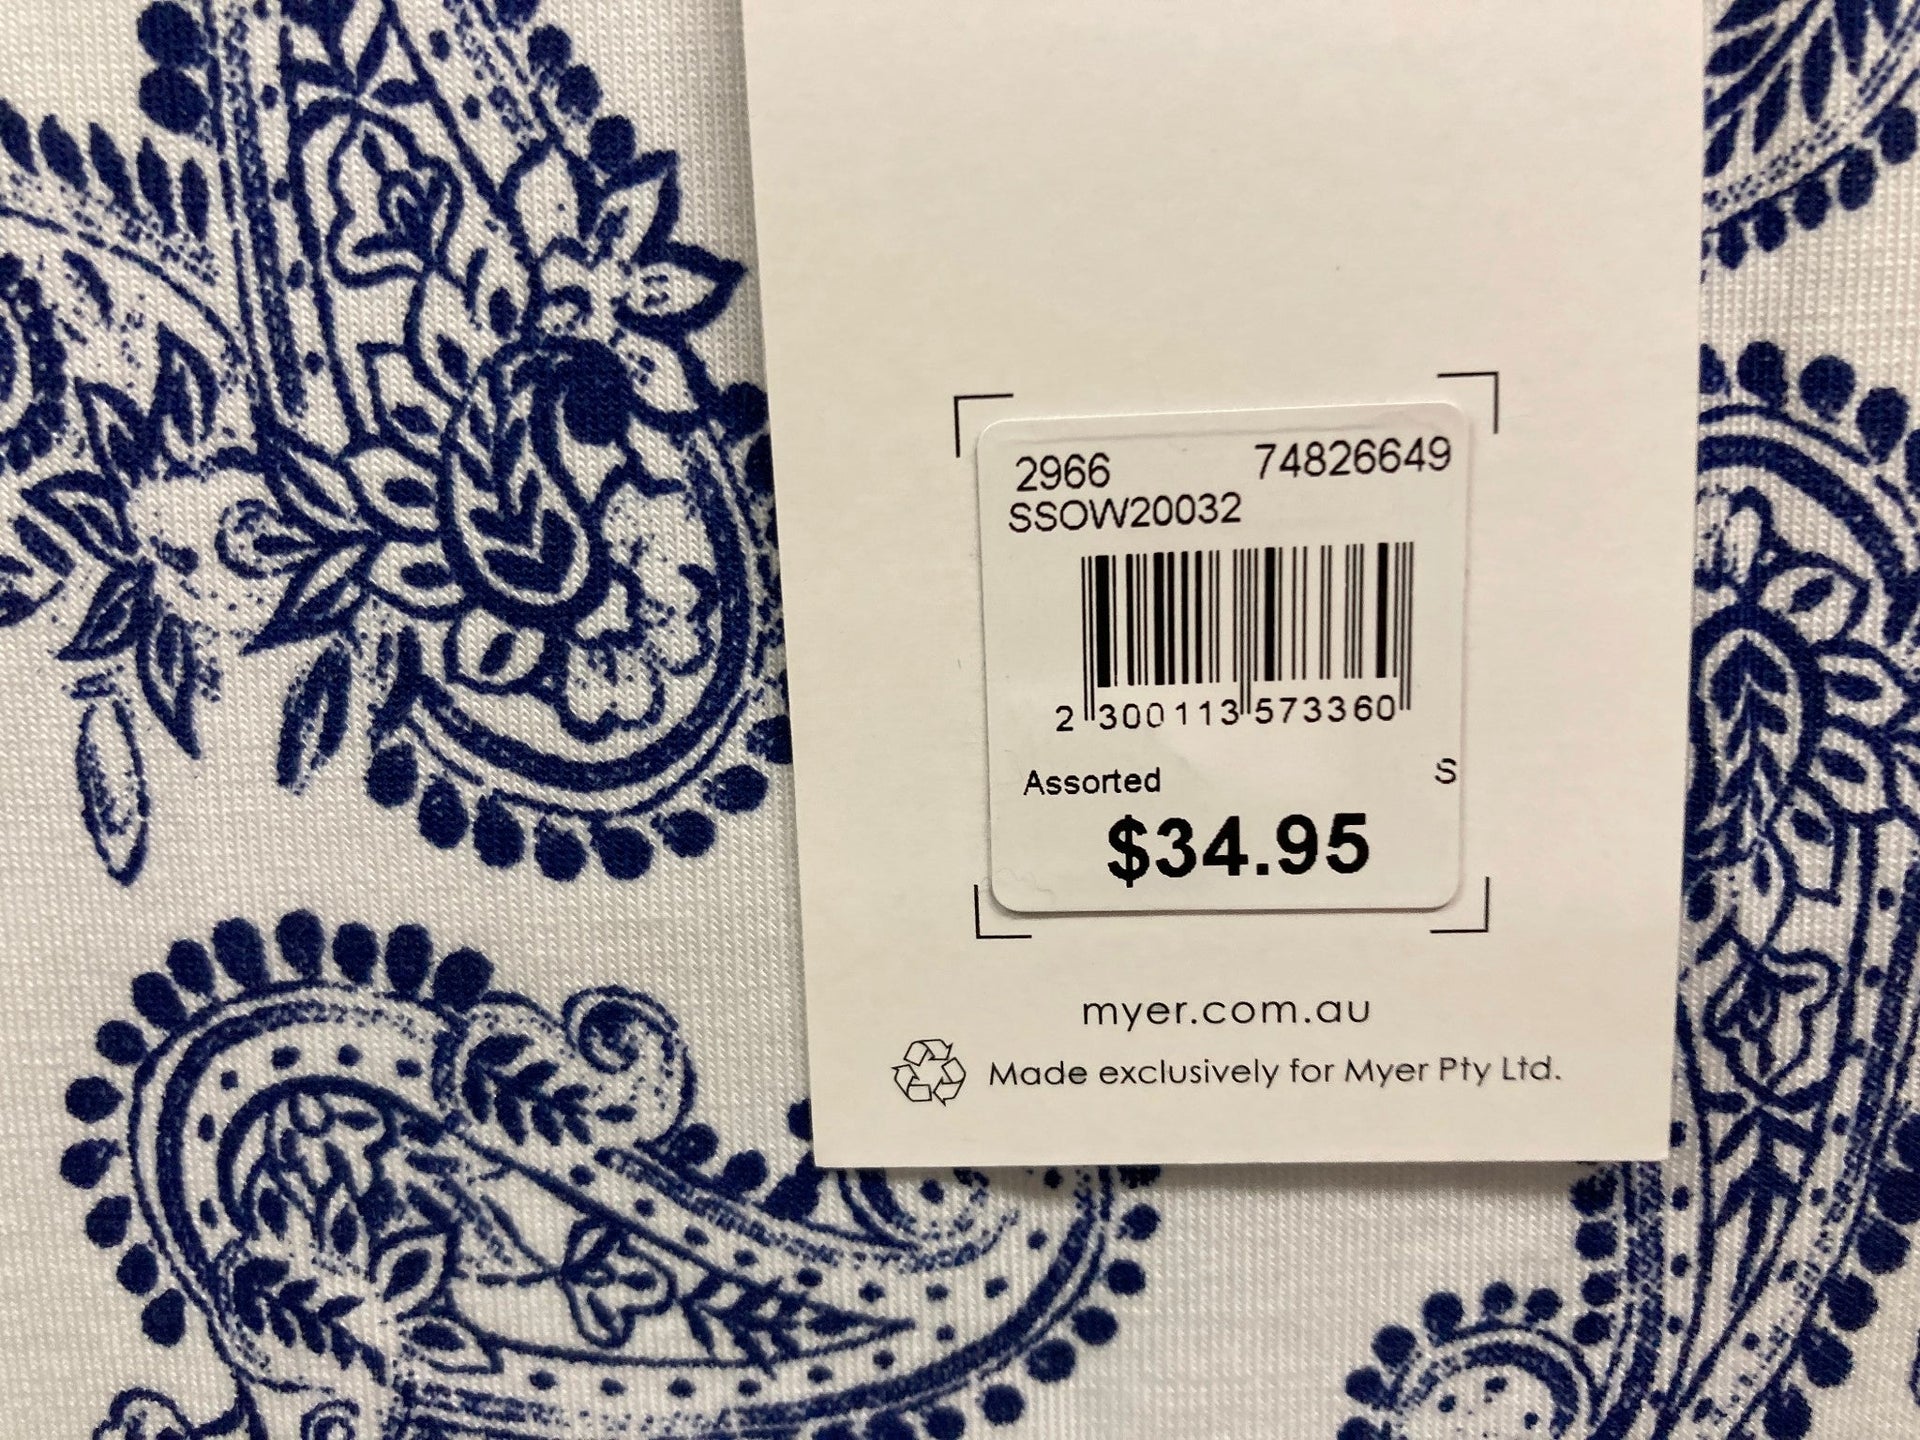 2966 74826649
SSOW20032
2 300113 573360
Assorted S
$34.95
myer.com.au
Made exclusively for Myer Pty Ltd.